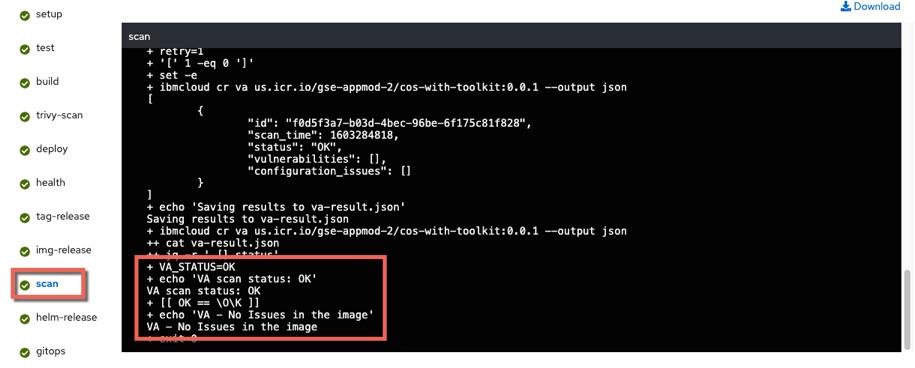 setup
test
build
trivy-scan
deploy
health
tag-release
img-release
scan
helm-release
gitops
Download
scan
+ retry=1
+ '[' 1 -eq 0 ']'
+ set -e
+ ibmcloud cr va us.icr.io/gse-appmod-2/cos-with-toolkit:0.0.1 --output json
[
{
"id": "f0d5f3a7-b03d-4bec-96be-6f175c81f828",
"scan_time": 1603284818,
"status": "OK",
"vulnerabilities": [],
"configuration_issues": []
}
]
+ echo 'Saving results to va-result.json'
Saving results to va-result.json
+ ibmcloud cr va us.icr.io/gse-appmod-2/cos-with-toolkit:0.0.1 --output json
++ cat va-result.json
++ jq -r '.[].status'
+ VA_STATUS=OK
+ echo 'VA scan status: OK'
VA scan status: OK
+ [[ OK == \O\K ]]
+ echo 'VA - No Issues in the image'
VA - No Issues in the image
+ exit 0